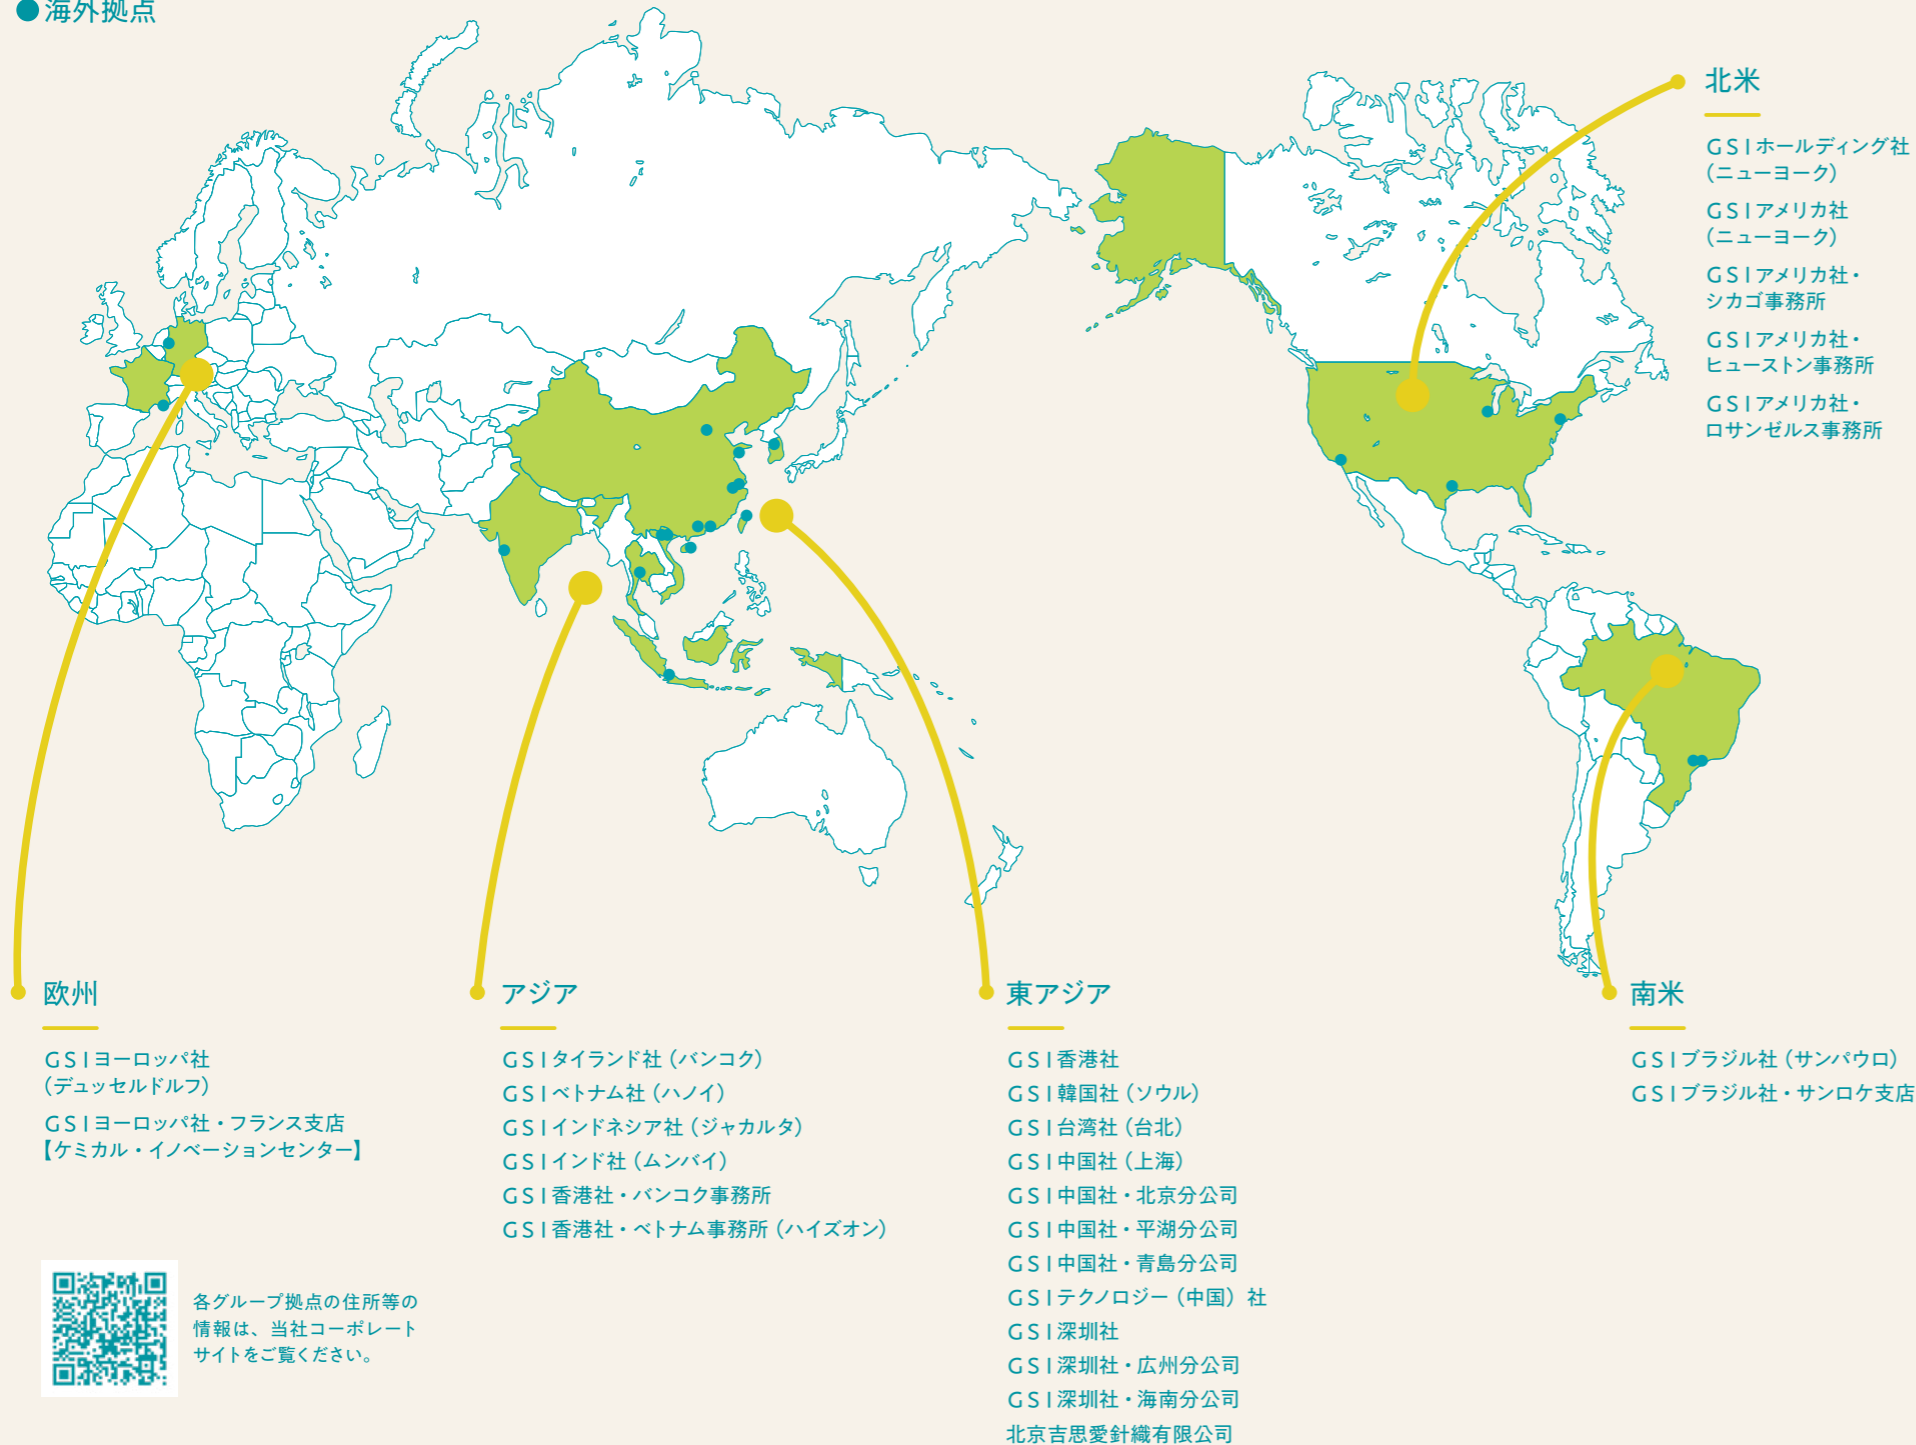 ●海外拠点
北米
GSIホールディング社
（ニューヨーク）
GSIアメリカ社
（ニューヨーク）
GSIアメリカ社・
シカゴ事務所
GSIアメリカ社・
ヒューストン事務所
GSIアメリカ社・
ロサンゼルス事務所
欧州
GSIヨーロッパ社
（デュッセルドルフ）
GSIヨーロッパ社・フランス支店
【ケミカル・イノベーションセンター】
アジア
GSIタイランド社（バンコク）
GSIベトナム社（ハノイ）
GSIインドネシア社（ジャカルタ）
GSIインド社（ムンバイ）
GSI香港社・バンコク事務所
GSI香港社・ベトナム事務所（ハイズオン）
東アジア
GSI香港社
GSI韓国社（ソウル）
GSI台湾社（台北）
GSI中国社（上海）
GSI中国社・北京分公司
GSI中国社・平湖分公司
GSI中国社・青島分公司
GSIテクノロジー（中国）社
GSI深圳社
GSI深圳社・広州分公司
GSI深圳社・海南分公司
北京吉思愛針織有限公司
南米
GSIブラジル社（サンパウロ）
GSIブラジル社・サンロケ支店
各グループ拠点の住所等の
情報は、当社コーポレート
サイトをご覧ください。